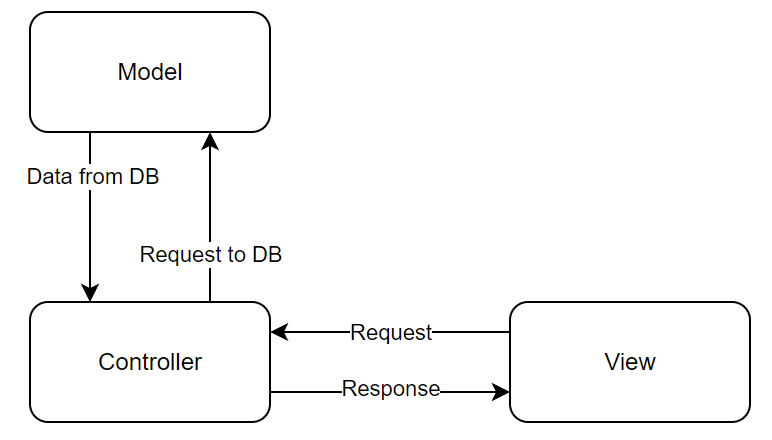 Model
Data from DB
Request to DB
Controller
Request
View
Response